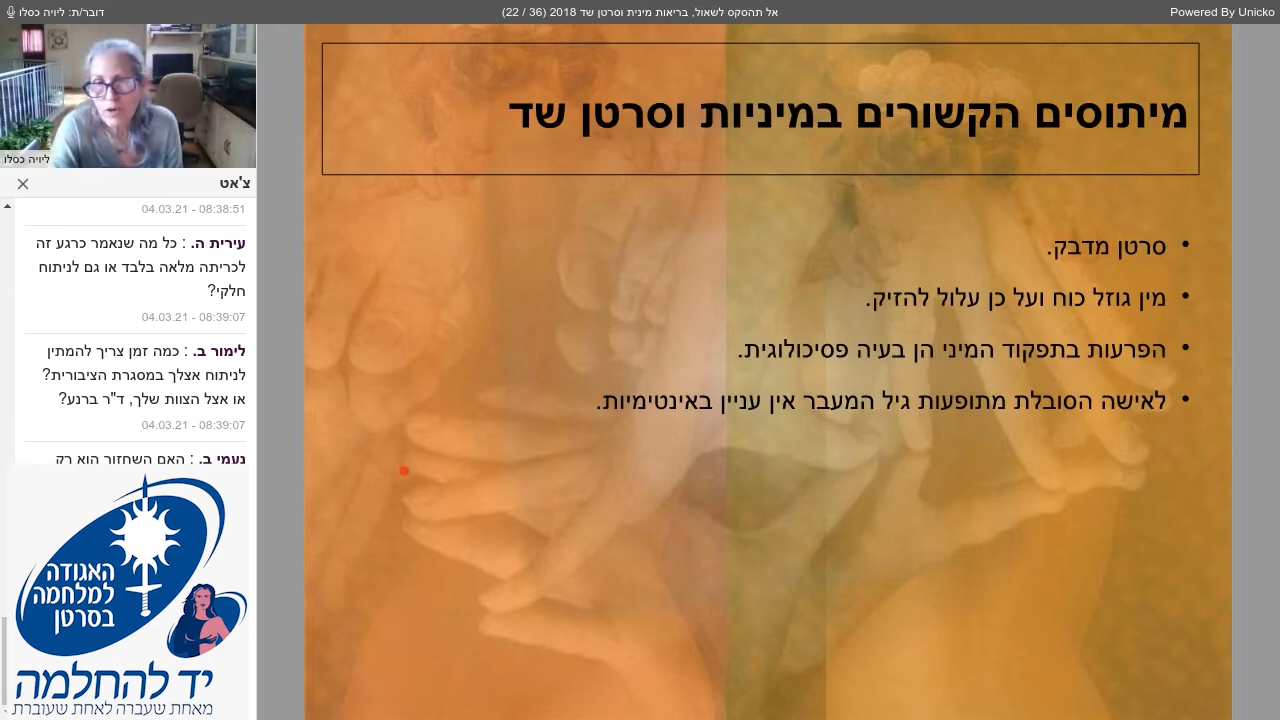 דובר/ת: ליויה כסלו
אל תהססו לשאול, בריאות מינית וסרטן שד 2018 (36 / 22)
Powered By Unicko
ליויה כסלו
צ'אט
04.03.21 - 08:38:51
עירית ה. : כל מה שנאמר כרגע זה
לכריתה מלאה בלבד או גם לניתוח
חלקי?
04.03.21 - 08:39:07
לימור ב. : כמה זמן צריך להמתין
לניתוח אצלך במסגרת הציבורית?
או אצל הצוות שלך, ד"ר ברנע?
04.03.21 - 08:39:07
נעמי ב. : האם השחזור הוא רק
האגודה
למלחמה
בסרטן
יד להחלמה
מאחת שעברה לאחת שעוברת
מיתוסים הקשורים במיניות וסרטן שד
• סרטן מדבק.
• מין גוזל כוח ועל כן עלול להזיק.
• הפרעות בתפקוד המיני הן בעיה פסיכולוגית.
• לאישה הסובלת מתופעות גיל המעבר אין עניין באינטימיות.